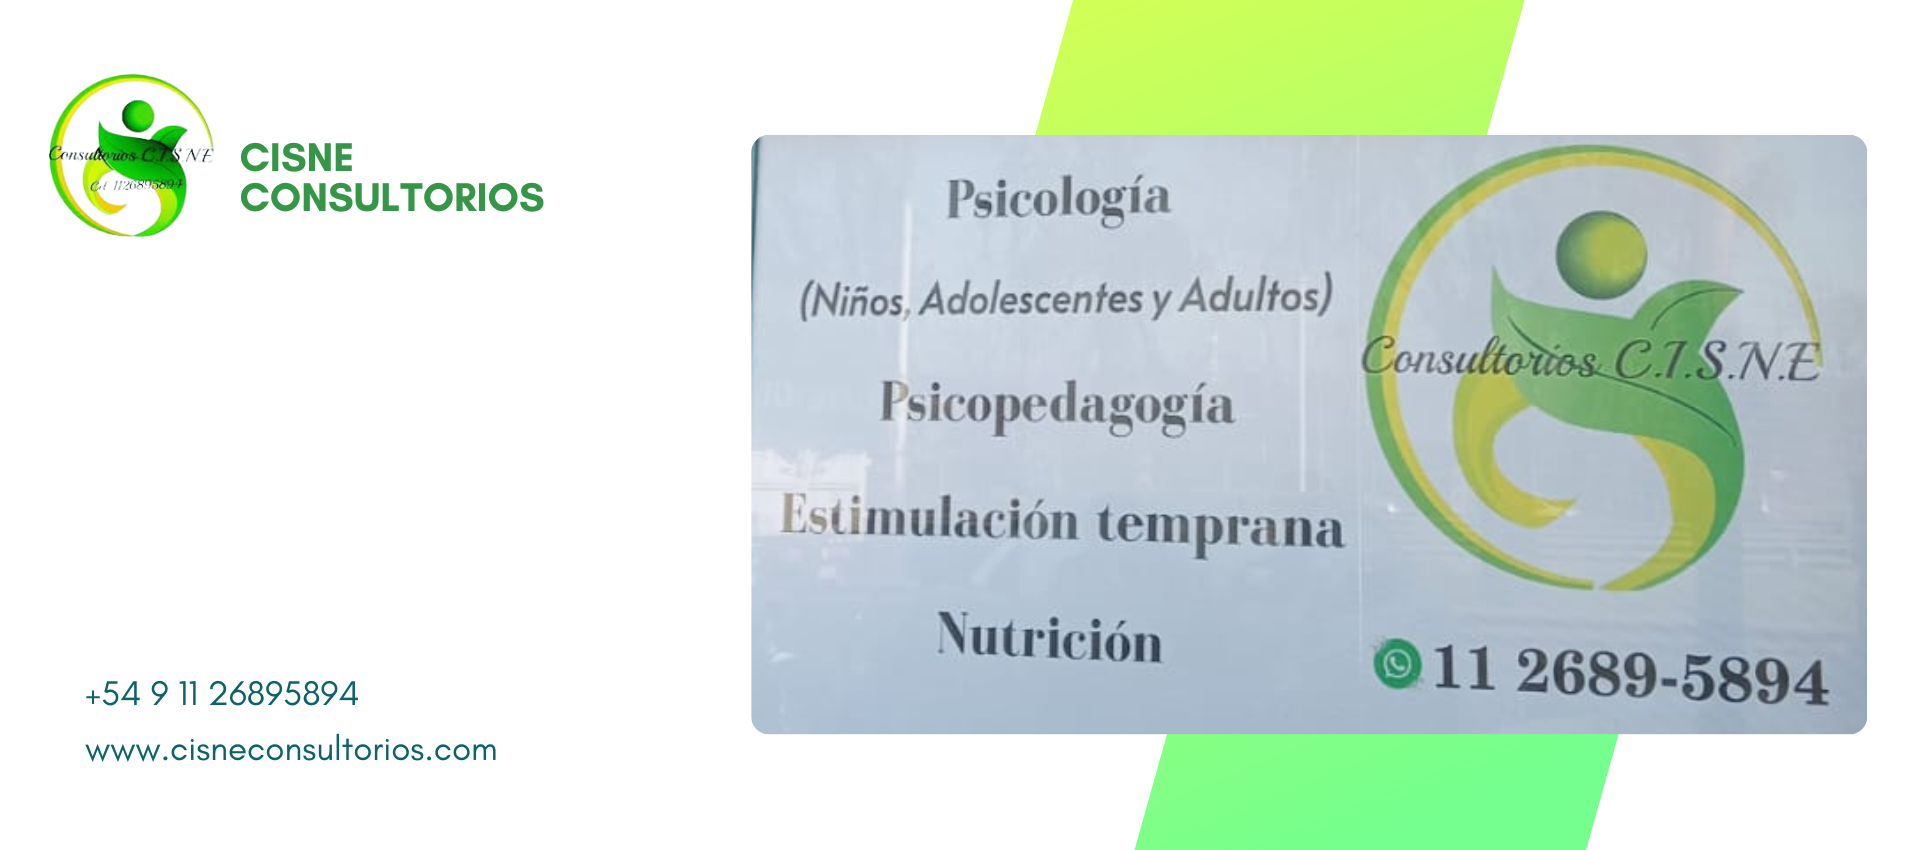 Consultorios C.I.S.N.E
Cel 1126895894
CISNE
CONSULTORIOS
+54 9 11 26895894
www.cisneconsultorios.com
Psicología
(Niños, Adolescentes y Adultos)
Psicopedagogía
Estimulación temprana
Nutrición
Consultorios C.I.S.N.E
11 2689-5894